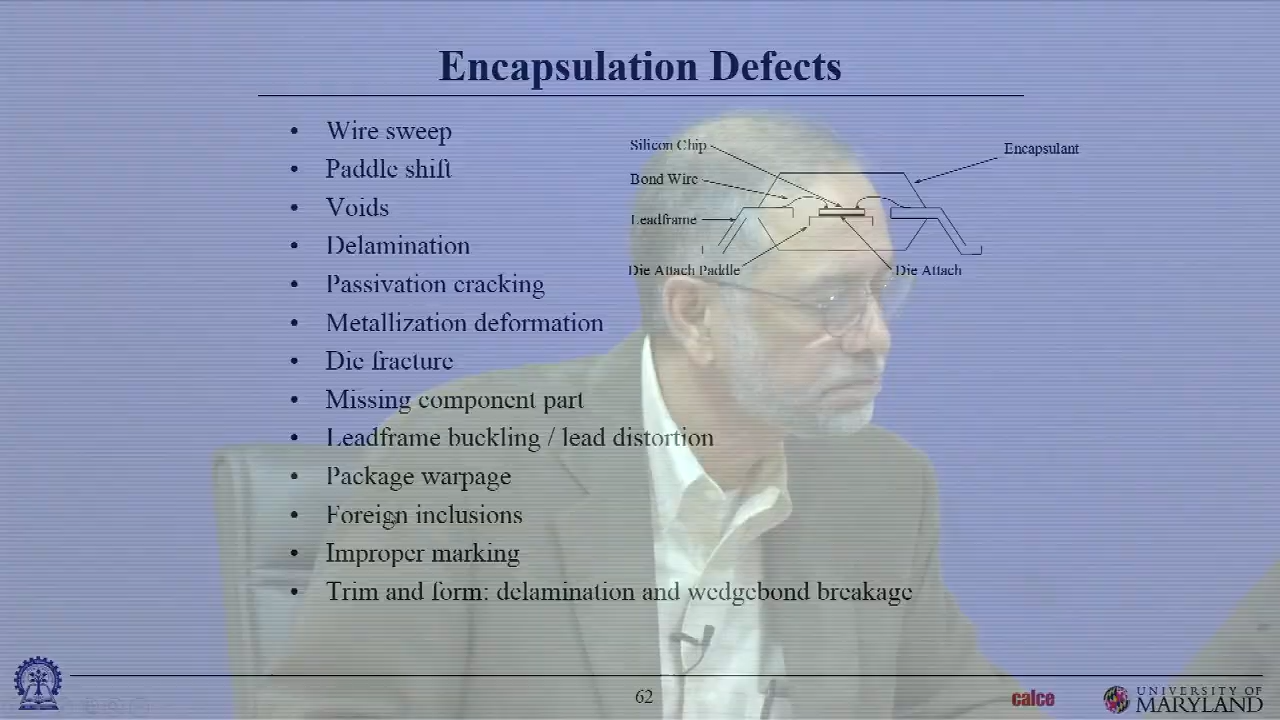 Encapsulation Defects
• Wire sweep
• Paddle shift
• Voids
• Delamination
• Passivation cracking
• Metallization deformation
• Die fracture
• Missing component part
• Leadframe buckling / lead distortion
• Package warpage
• Foreign inclusions
• Improper marking
• Trim and form: delamination and wedgebond breakage
Silicon Chip
Encapsulant
Bond Wire
Leadframe
Die Attach Paddle
Die Attach
62
calce
UNIVERSITY OF
MARYLAND